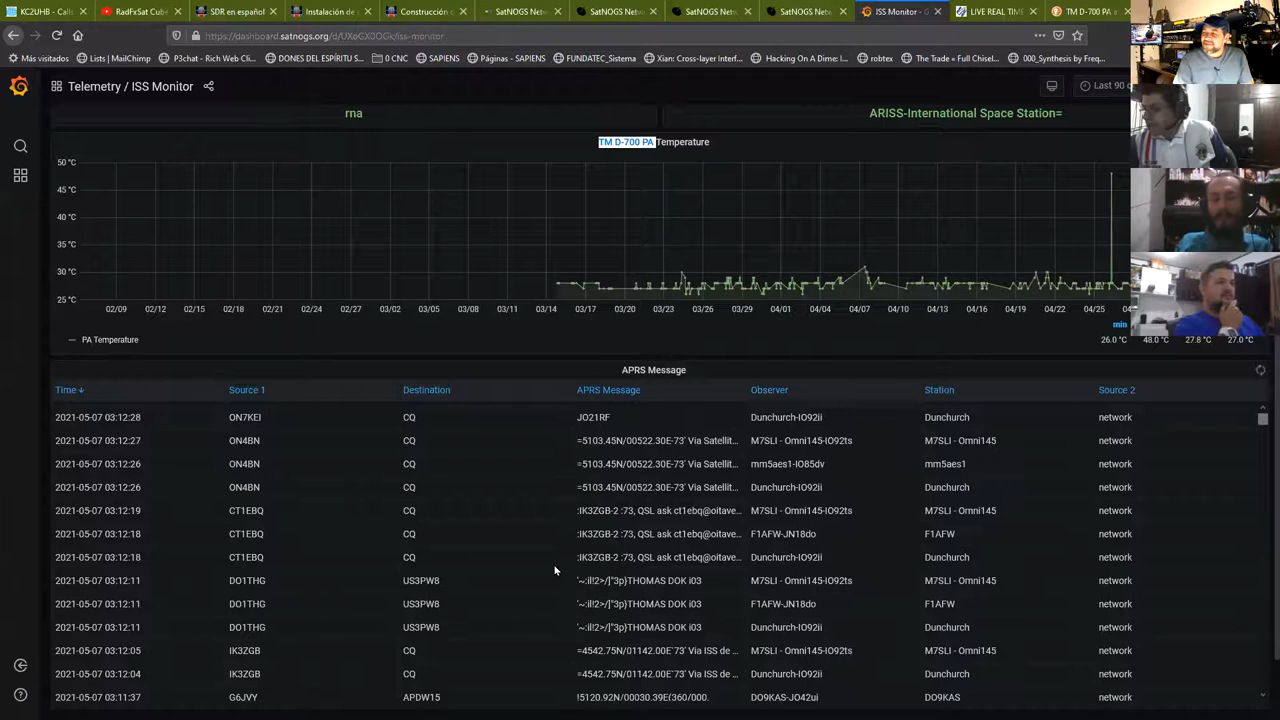 KC2UHB - Calls
RadFxSat Cube
SDR en español
Instalación de
Construcción d
SatNOGS Netw
SatNOGS Netw
SatNOGS Netw
SatNOGS Netw
ISS Monitor - G
LIVE REAL TIME
TM D-700 PA
https://dashboard.satnogs.org/d/UXoGX0OGk/iss-monitor
Más visitados
Lists | MailChimp
P3chat - Rich Web Cli...
DONES DEL ESPÍRITU S...
0 CNC
SAPIENS
Páginas - SAPIENS
FUNDATEC_Sistema
Xian: Cross-layer Interf...
Hacking On A Dime: I...
robtex
The Trade « Full Chisel...
000_Synthesis by Freq...
Telemetry / ISS Monitor
Last 90
rna
ARISS-International Space Station=
TM D-700 PA Temperature
50 °C
45 °C
40 °C
35 °C
30 °C
25 °C
02/09 02/12 02/15 02/18 02/21 02/24 02/27 03/02 03/05 03/08 03/11 03/14 03/17 03/20 03/23 03/26 03/29 04/01 04/04 04/07 04/10 04/13 04/16 04/19 04/22 04/25
min
PA Temperature 26.0 °C 48.0 °C 27.8 °C 27.0 °C
APRS Message
Time Source 1 Destination APRS Message Observer Station Source 2
2021-05-07 03:12:28 ON7KEI CQ JO21RF Dunchurch-IO92ii Dunchurch network
2021-05-07 03:12:27 ON4BN CQ =5103.45N/00522.30E-73' Via Satellit... M7SLI - Omni145-IO92ts M7SLI - Omni145 network
2021-05-07 03:12:26 ON4BN CQ =5103.45N/00522.30E-73' Via Satellit... mm5aes1-IO85dv mm5aes1 network
2021-05-07 03:12:26 ON4BN CQ =5103.45N/00522.30E-73' Via Satellit... Dunchurch-IO92ii Dunchurch network
2021-05-07 03:12:19 CT1EBQ CQ :IK3ZGB-2 :73, QSL ask ct1ebq@oitave... M7SLI - Omni145-IO92ts M7SLI - Omni145 network
2021-05-07 03:12:18 CT1EBQ CQ :IK3ZGB-2 :73, QSL ask ct1ebq@oitave... F1AFW-JN18do F1AFW network
2021-05-07 03:12:18 CT1EBQ CQ :IK3ZGB-2 :73, QSL ask ct1ebq@oitave... Dunchurch-IO92ii Dunchurch network
2021-05-07 03:12:11 DO1THG US3PW8 '~:il!2>/]"3p}THOMAS DOK i03 M7SLI - Omni145-IO92ts M7SLI - Omni145 network
2021-05-07 03:12:11 DO1THG US3PW8 '~:il!2>/]"3p}THOMAS DOK i03 F1AFW-JN18do F1AFW network
2021-05-07 03:12:11 DO1THG US3PW8 '~:il!2>/]"3p}THOMAS DOK i03 Dunchurch-IO92ii Dunchurch network
2021-05-07 03:12:05 IK3ZGB CQ =4542.75N/01142.00E'73' Via ISS de ... M7SLI - Omni145-IO92ts M7SLI - Omni145 network
2021-05-07 03:12:04 IK3ZGB CQ =4542.75N/01142.00E'73' Via ISS de ... Dunchurch-IO92ii Dunchurch network
2021-05-07 03:11:37 G6JVY APDW15 !5120.92N/00030.39E(360/000. DO9KAS-JO42ui DO9KAS network